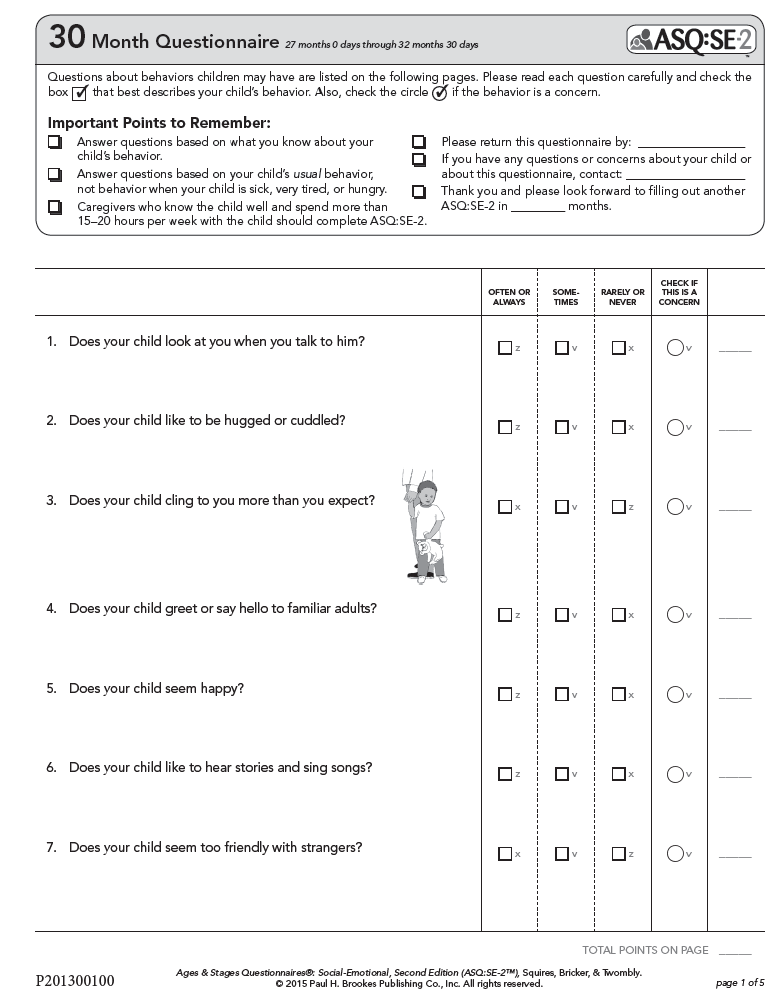 30 Month Questionnaire 27 months 0 days through 32 months 30 days
ASQ:SE-2™
Questions about behaviors children may have are listed on the following pages. Please read each question carefully and check the
box ☑ that best describes your child's behavior. Also, check the circle ✓ if the behavior is a concern.
Important Points to Remember:
Answer questions based on what you know about your
child's behavior.
Answer questions based on your child's usual behavior,
not behavior when your child is sick, very tired, or hungry.
Caregivers who know the child well and spend more than
15–20 hours per week with the child should complete ASQ:SE-2.
Please return this questionnaire by: ____________
If you have any questions or concerns about your child or
about this questionnaire, contact: ____________
Thank you and please look forward to filling out another
ASQ:SE-2 in ________ months.
OFTEN OR
ALWAYS
SOME-
TIMES
RARELY OR
NEVER
CHECK IF
THIS IS A
CONCERN
1. Does your child look at you when you talk to him? □ z □ v □ x ○ v _____
2. Does your child like to be hugged or cuddled? □ z □ v □ x ○ v _____
3. Does your child cling to you more than you expect? □ x □ v □ z ○ v _____
4. Does your child greet or say hello to familiar adults? □ z □ v □ x ○ v _____
5. Does your child seem happy? □ z □ v □ x ○ v _____
6. Does your child like to hear stories and sing songs? □ z □ v □ x ○ v _____
7. Does your child seem too friendly with strangers? □ x □ v □ z ○ v _____
TOTAL POINTS ON PAGE _____
P201300100
Ages & Stages Questionnaires®: Social-Emotional, Second Edition (ASQ:SE-2™), Squires, Bricker, & Twombly.
© 2015 Paul H. Brookes Publishing Co., Inc. All rights reserved.
page 1 of 5